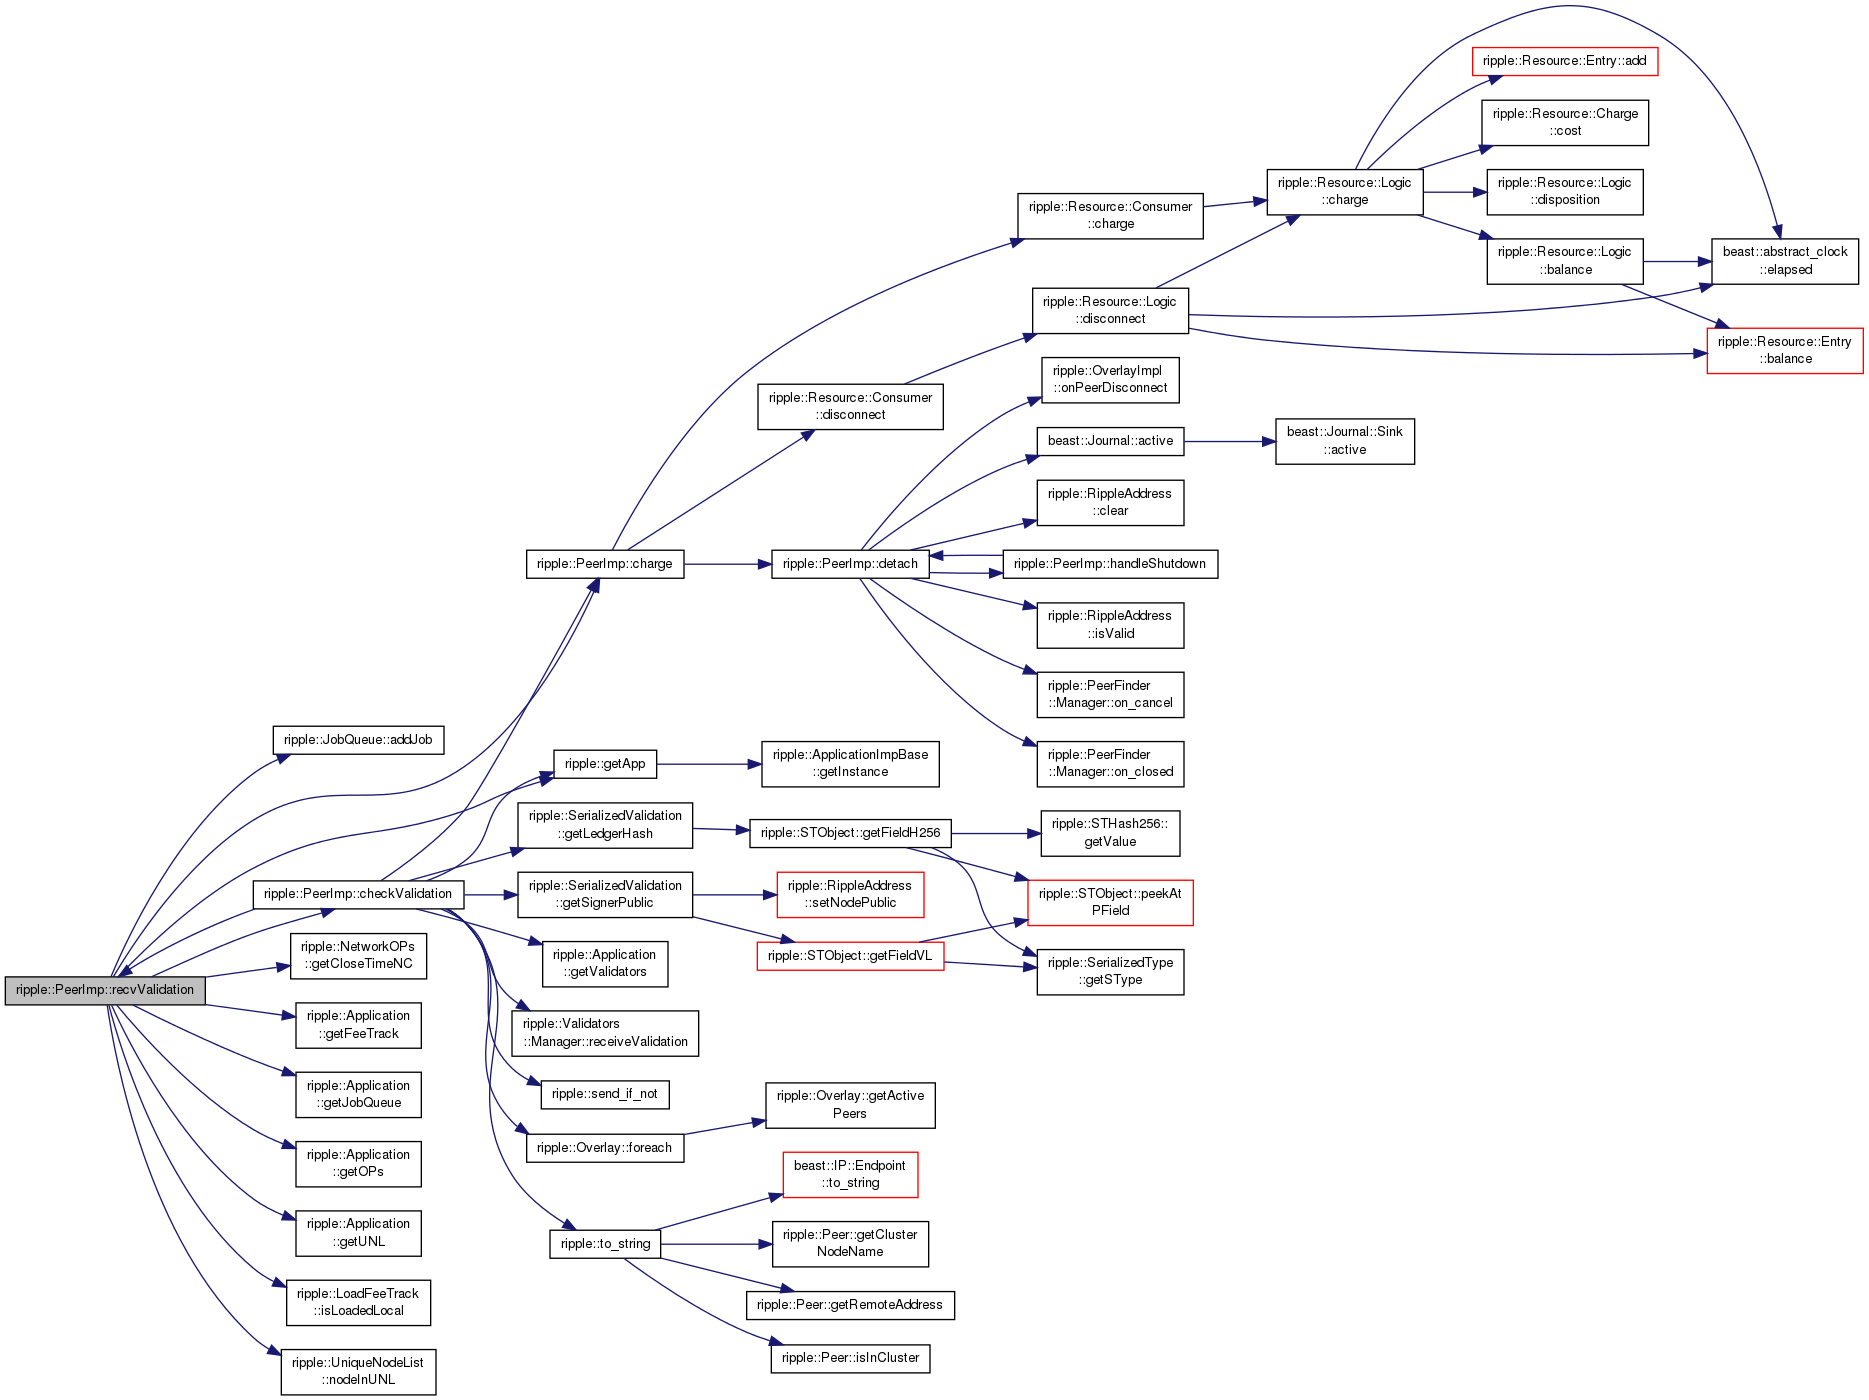 ripple::PeerImp::recvValidation
ripple::JobQueue::addJob
ripple::PeerImp::checkValidation
ripple::NetworkOPs
::getCloseTimeNC
ripple::Application
::getFeeTrack
ripple::Application
::getJobQueue
ripple::Application
::getOPs
ripple::Application
::getUNL
ripple::LoadFeeTrack
::isLoadedLocal
ripple::UniqueNodeList
::nodeInUNL
ripple::PeerImp::charge
ripple::getApp
ripple::SerializedValidation
::getLedgerHash
ripple::SerializedValidation
::getSignerPublic
ripple::Application
::getValidators
ripple::Validators
::Manager::receiveValidation
ripple::send_if_not
ripple::Overlay::foreach
ripple::to_string
ripple::Resource::Consumer
::disconnect
ripple::PeerImp::detach
ripple::ApplicationImpBase
::getInstance
ripple::STObject::getFieldH256
ripple::RippleAddress
::setNodePublic
ripple::STObject::getFieldVL
ripple::Overlay::getActive
Peers
beast::IP::Endpoint
::to_string
ripple::Peer::getCluster
NodeName
ripple::Peer::getRemoteAddress
ripple::Peer::isInCluster
ripple::Resource::Consumer
::charge
ripple::Resource::Logic
::disconnect
ripple::OverlayImpl
::onPeerDisconnect
beast::Journal::active
ripple::RippleAddress
::clear
ripple::PeerImp::handleShutdown
ripple::RippleAddress
::isValid
ripple::PeerFinder
::Manager::on_cancel
ripple::PeerFinder
::Manager::on_closed
ripple::STHash256::
getValue
ripple::STObject::peekAt
PField
ripple::SerializedType
::getSType
ripple::Resource::Logic
::charge
beast::Journal::Sink
::active
ripple::Resource::Entry::add
ripple::Resource::Charge
::cost
ripple::Resource::Logic
::disposition
ripple::Resource::Logic
::balance
beast::abstract_clock
::elapsed
ripple::Resource::Entry
::balance